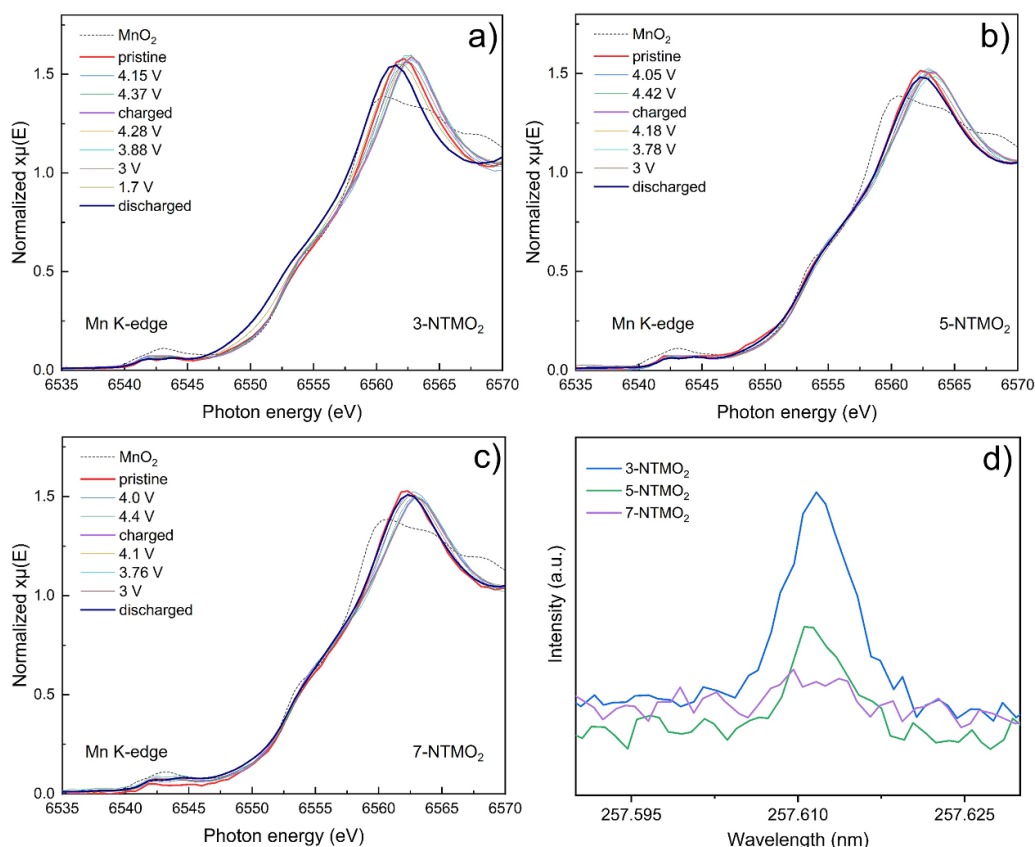 a)
MnO₂
pristine
4.15 V
4.37 V
charged
4.28 V
3.88 V
3 V
1.7 V
discharged
Mn K-edge
3-NTMO₂
Normalized xμ(E)
1.5
1.0
0.5
0.0
6535 6540 6545 6550 6555 6560 6565 6570
Photon energy (eV)
b)
MnO₂
pristine
4.05 V
4.42 V
charged
4.18 V
3.78 V
3 V
discharged
Mn K-edge
5-NTMO₂
Normalized xμ(E)
1.5
1.0
0.5
0.0
6535 6540 6545 6550 6555 6560 6565 6570
Photon energy (eV)
c)
MnO₂
pristine
4.0 V
4.4 V
charged
4.1 V
3.76 V
3 V
discharged
Mn K-edge
7-NTMO₂
Normalized xμ(E)
1.5
1.0
0.5
0.0
6535 6540 6545 6550 6555 6560 6565 6570
Photon energy (eV)
d)
3-NTMO₂
5-NTMO₂
7-NTMO₂
Intensity (a.u.)
257.595 257.610 257.625
Wavelength (nm)